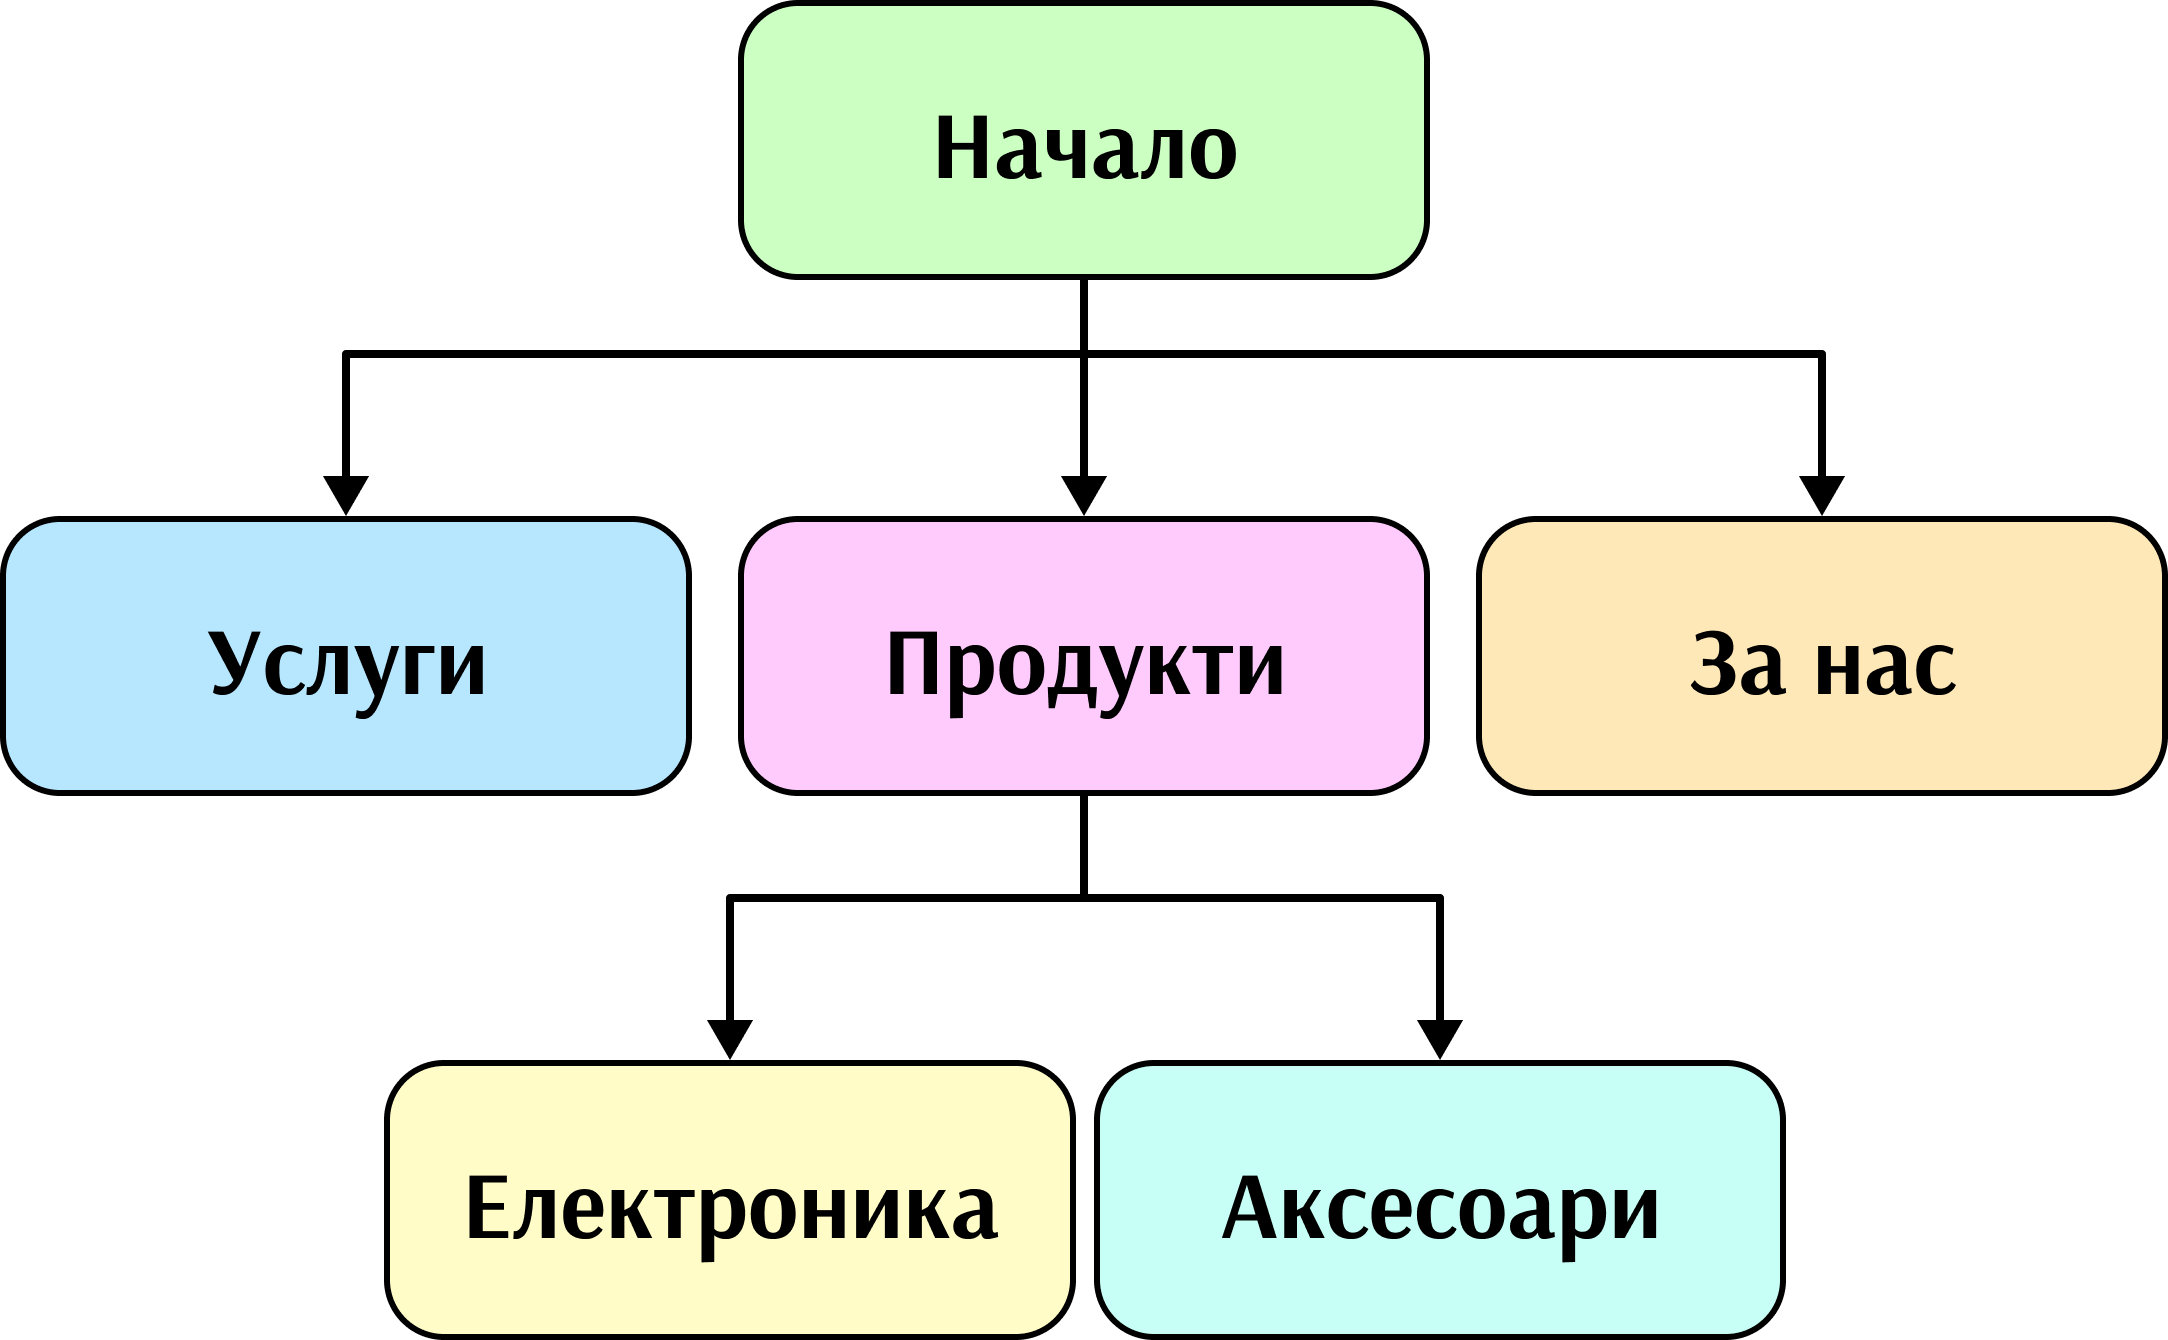 Начало
Услуги
Продукти
За нас
Електроника
Аксесоари